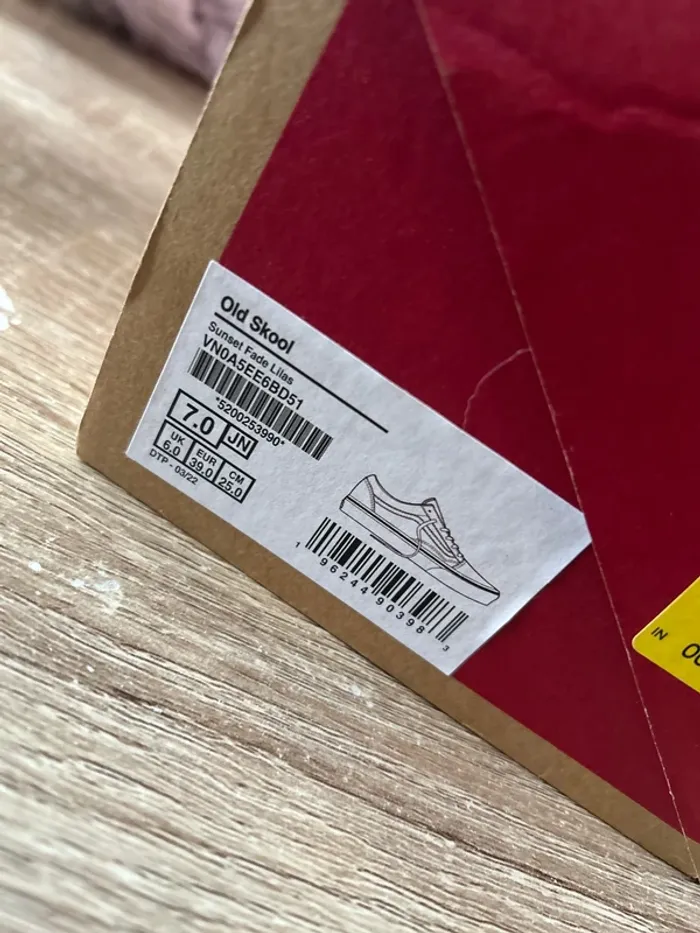 Old Skool
Sunset Fade Lilas
VN0A5EE6BD51
*5200253990*
7.0 JN
UK EUR CM
6.0 39.0 25.0
DTP - 03/22
1 96244 90398 3
IN